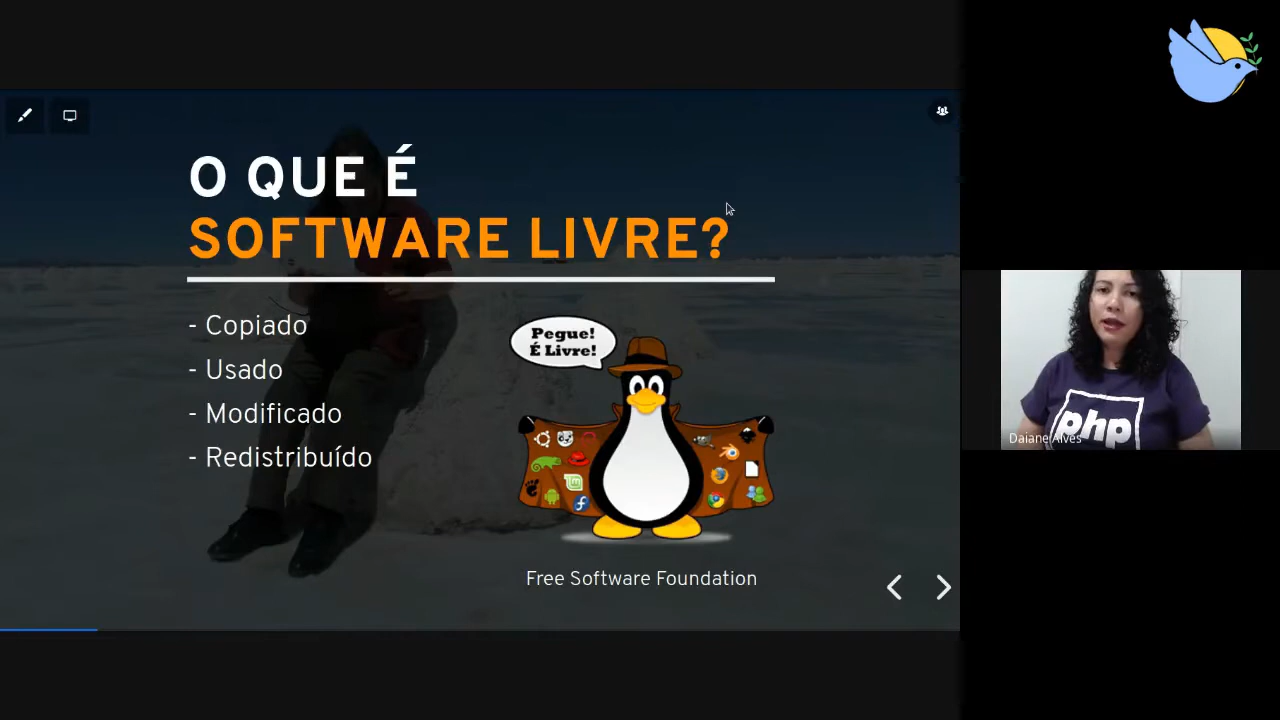 O QUE É
SOFTWARE LIVRE?
- Copiado
- Usado
- Modificado
- Redistribuído
Pegue!
É Livre!
Free Software Foundation
php
Daiane Alves